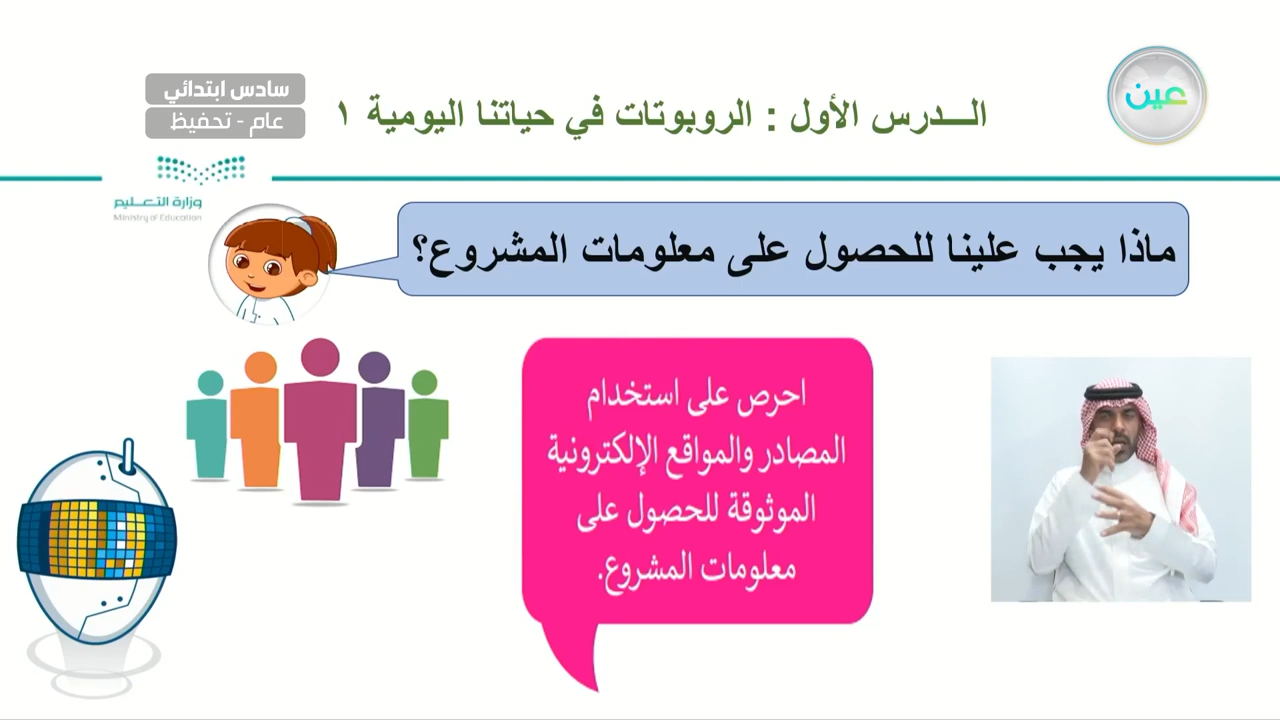 عين
الـــدرس الأول : الروبوتات في حياتنا اليومية ١
سادس ابتدائي
عام - تحفيظ
وزارة التعـــليم
Ministry of Education
ماذا يجب علينا للحصول على معلومات المشروع؟
احرص على استخدام
المصادر والمواقع الإلكترونية
الموثوقة للحصول على
معلومات المشروع.